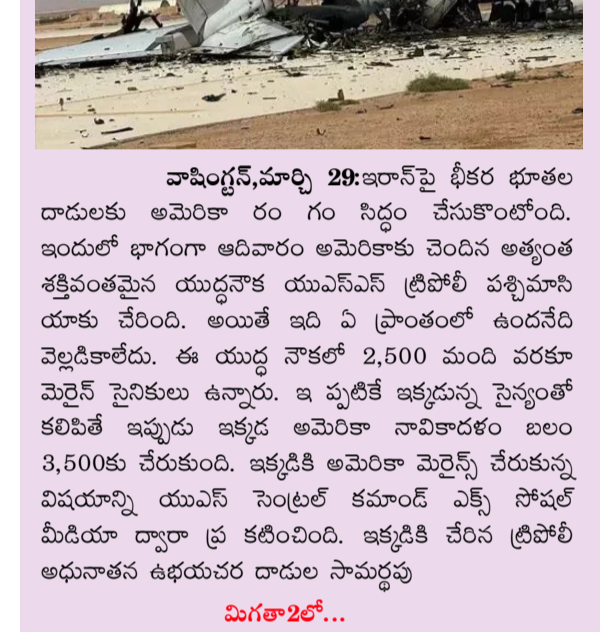 వాషింగ్టన్,మార్చి 29:ఇరాన్‌పై భీకర భూతల
దాడులకు అమెరికా రం గం సిద్ధం చేసుకొంటోంది.
ఇందులో భాగంగా ఆదివారం అమెరికాకు చెందిన అత్యంత
శక్తివంతమైన యుద్ధనౌక యుఎస్ఎస్ ట్రిపోలీ పశ్చిమాసి
యాకు చేరింది. అయితే ఇది ఏ ప్రాంతంలో ఉందనేది
వెల్లడికాలేదు. ఈ యుద్ధ నౌకలో 2,500 మంది వరకూ
మెరైన్ సైనికులు ఉన్నారు. ఇ ప్పటికే ఇక్కడున్న సైన్యంతో
కలిపితే ఇప్పుడు ఇక్కడ అమెరికా నావికాదళం బలం
3,500కు చేరుకుంది. ఇక్కడికి అమెరికా మెరైన్స్ చేరుకున్న
విషయాన్ని యుఎస్ సెంట్రల్ కమాండ్ ఎక్స్ సోషల్
మీడియా ద్వారా ప్ర కటించింది. ఇక్కడికి చేరిన ట్రిపోలీ
అధునాతన ఉభయచర దాడుల సామర్థపు
మిగతా2లో...